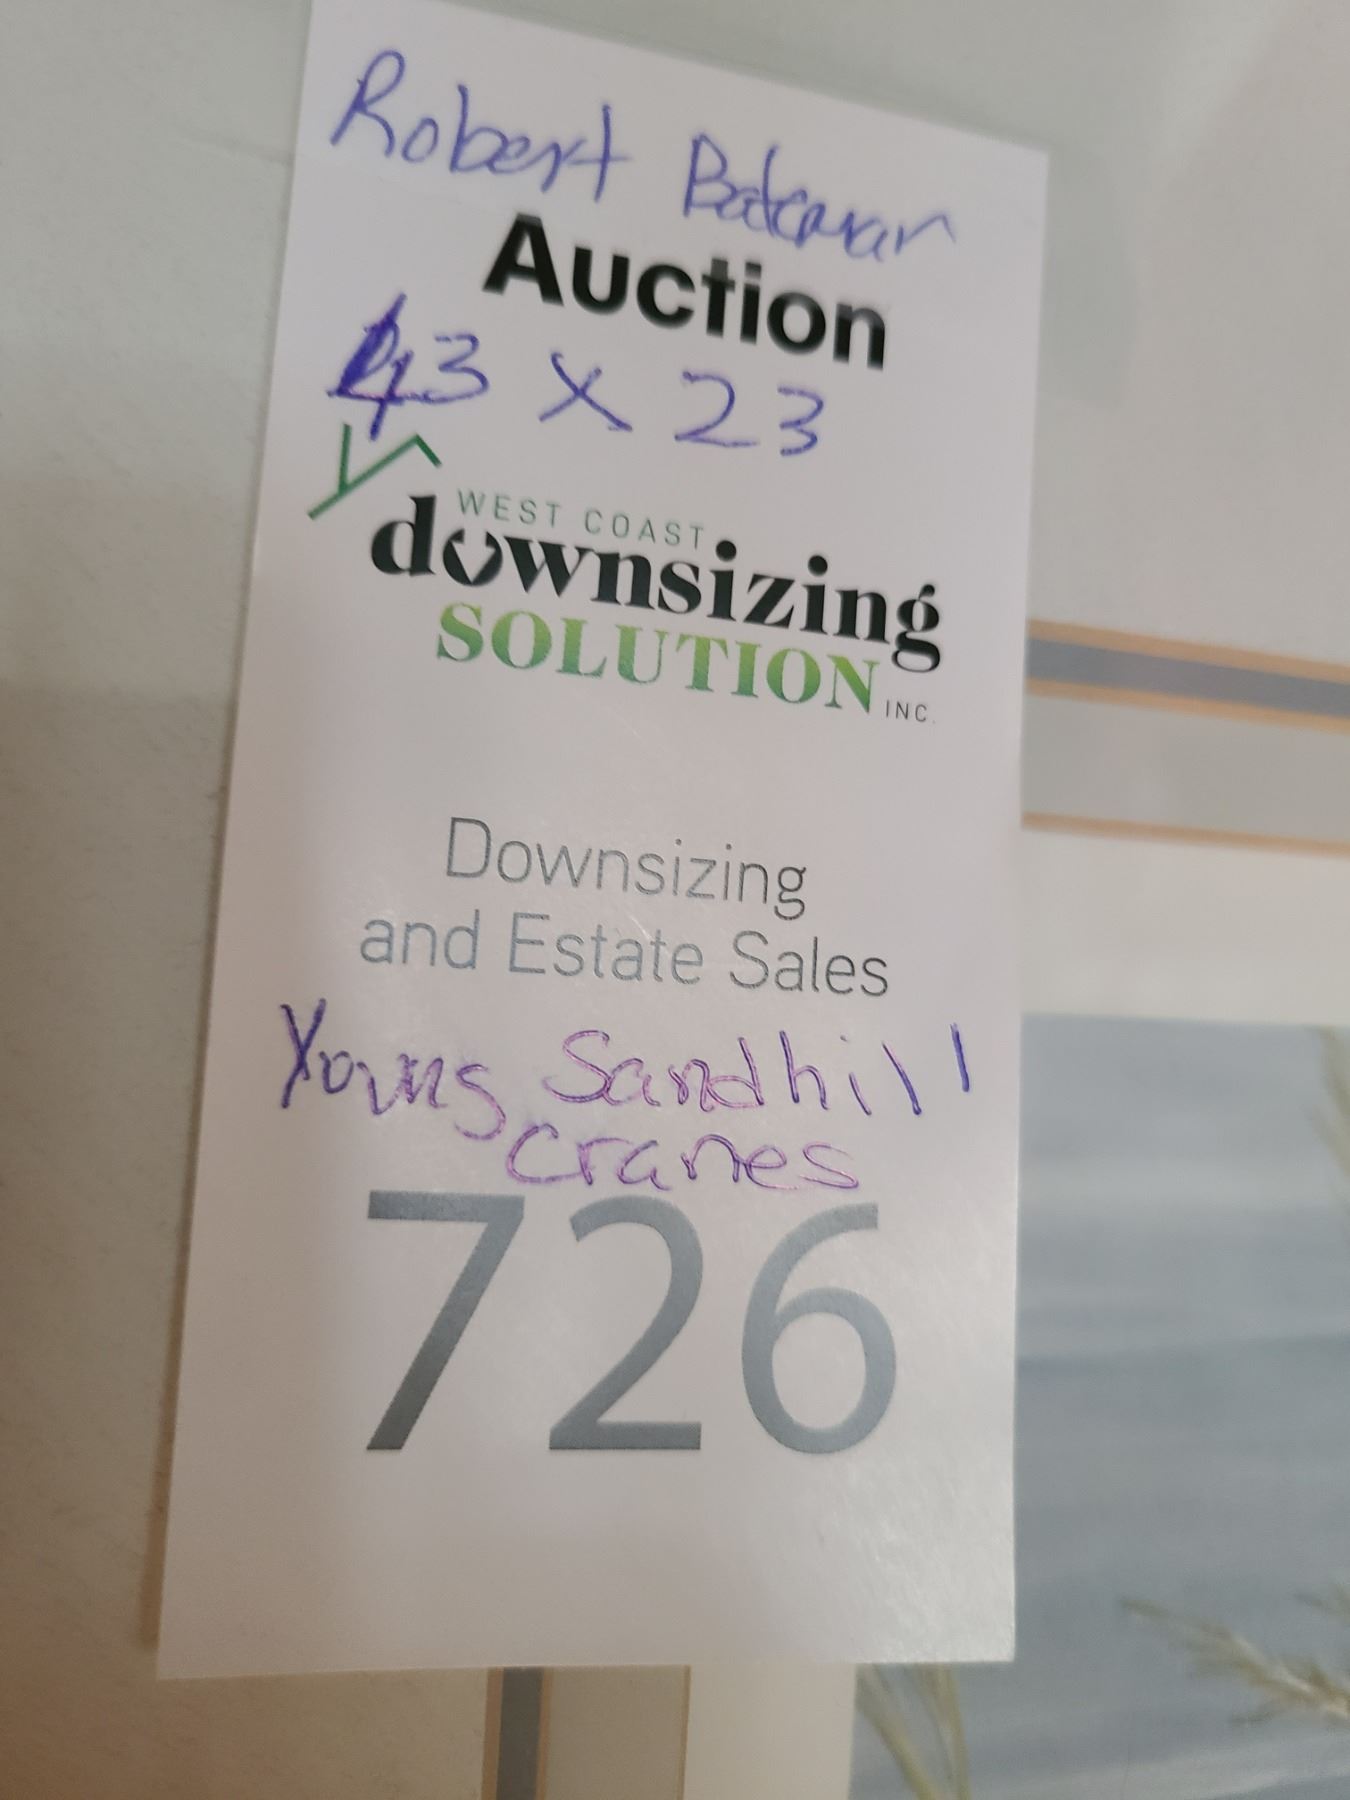 Robert Bateman
Auction
43 x 23
WEST COAST
downsizing
SOLUTION INC.
Downsizing
and Estate Sales
Young Sandhill
cranes
726